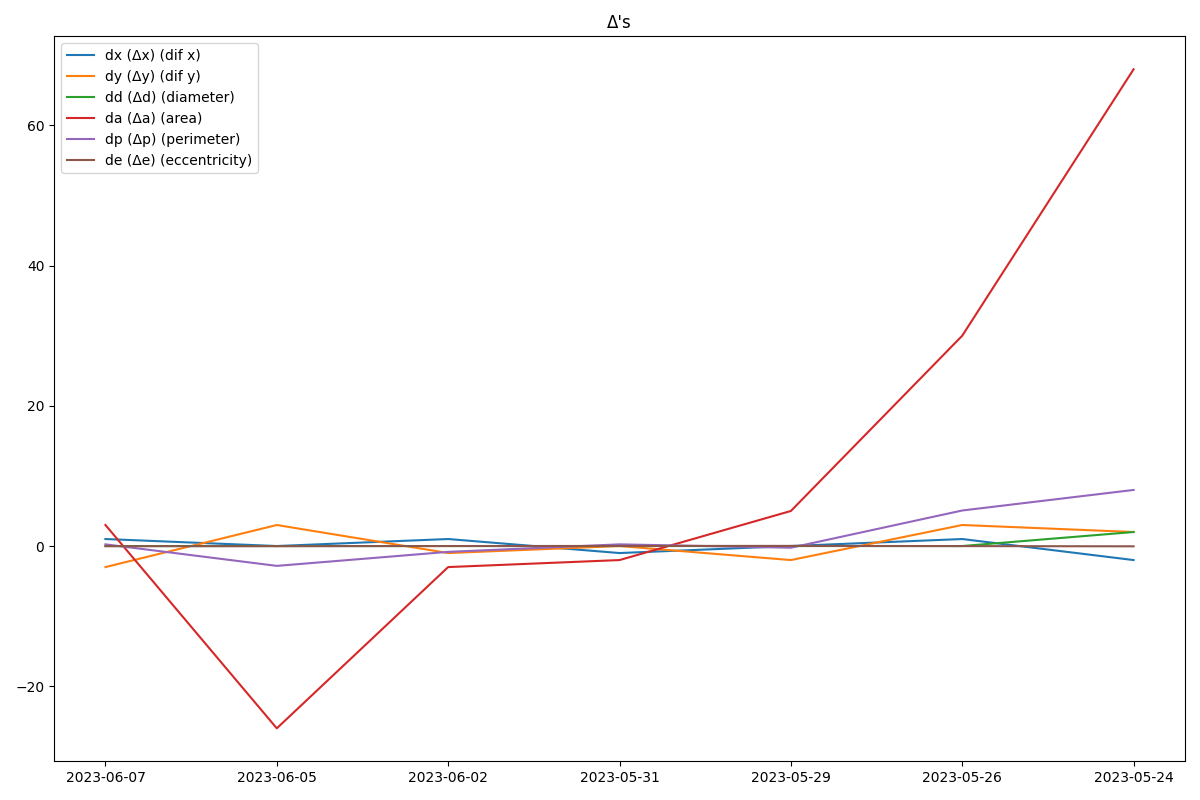 Δ's
dx (Δx) (dif x)
dy (Δy) (dif y)
dd (Δd) (diameter)
da (Δa) (area)
dp (Δp) (perimeter)
de (Δe) (eccentricity)
60
40
20
0
−20
2023-06-07 2023-06-05 2023-06-02 2023-05-31 2023-05-29 2023-05-26 2023-05-24